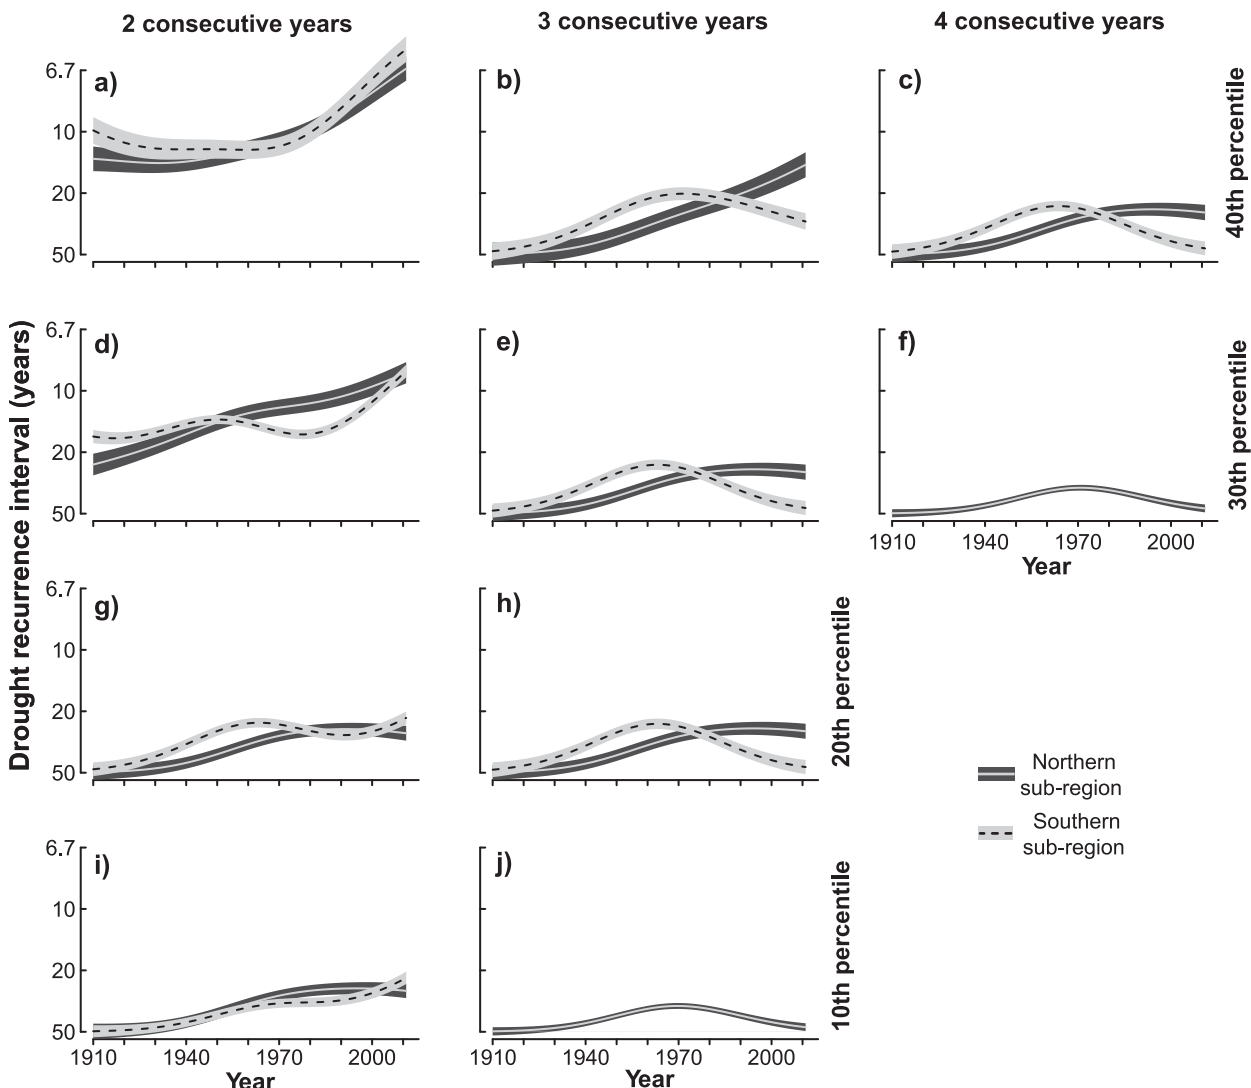 2 consecutive years
3 consecutive years
4 consecutive years
a)
6.7
10
20
50
b)
c)
40th percentile
Drought recurrence interval (years)
d)
6.7
10
20
50
e)
f)
30th percentile
1910 1940 1970 2000
Year
g)
6.7
10
20
50
h)
20th percentile
Northern
sub-region
Southern
sub-region
i)
6.7
10
20
50
j)
10th percentile
1910 1940 1970 2000
Year
1910 1940 1970 2000
Year